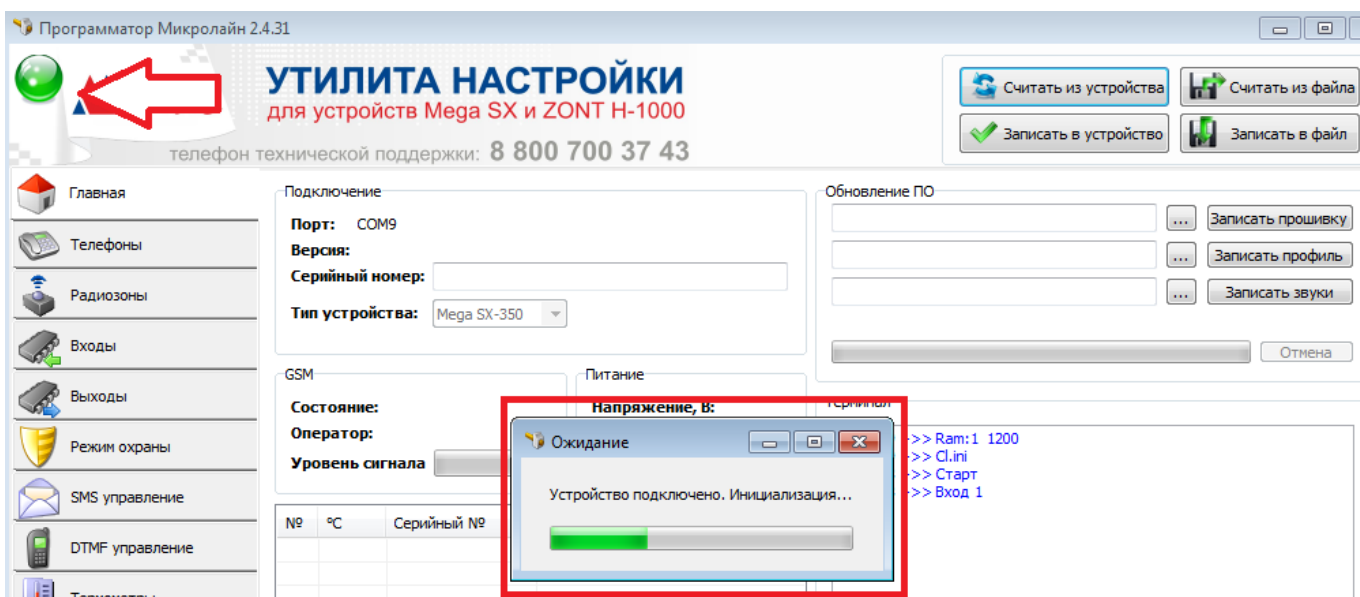 Программатор Микролайн 2.4.31
УТИЛИТА НАСТРОЙКИ
для устройств Mega SX и ZONT H-1000
телефон технической поддержки: 8 800 700 37 43
Считать из устройства
Считать из файла
Записать в устройство
Записать в файл
Главная
Телефоны
Радиозоны
Входы
Выходы
Режим охраны
SMS управление
DTMF управление
Подключение
Порт: COM9
Версия:
Серийный номер:
Тип устройства: Mega SX-350
Обновление ПО
... Записать прошивку
... Записать профиль
... Записать звуки
Отмена
GSM
Состояние:
Оператор:
Уровень сигнала
Питание
Напряжение, В:
№ °C Серийный №
Ожидание
Устройство подключено. Инициализация...
>> Ram:1 1200
>> Cl.ini
>> Старт
>> Вход 1